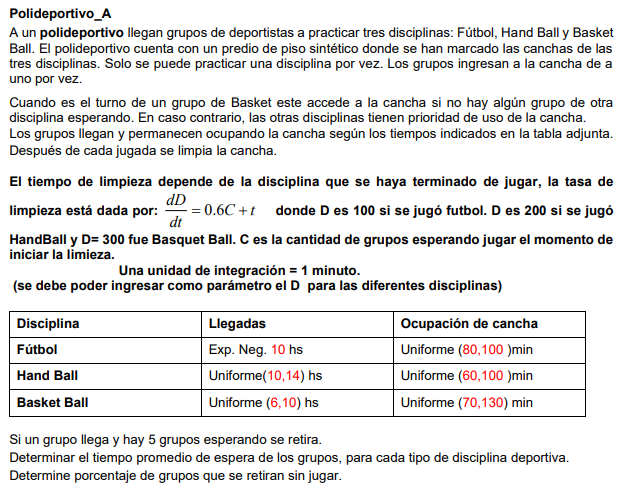 Polideportivo_A
A un polideportivo llegan grupos de deportistas a practicar tres disciplinas: Fútbol, Hand Ball y Basket
Ball. El polideportivo cuenta con un predio de piso sintético donde se han marcado las canchas de las
tres disciplinas. Solo se puede practicar una disciplina por vez. Los grupos ingresan a la cancha de a
uno por vez.
Cuando es el turno de un grupo de Basket este accede a la cancha si no hay algún grupo de otra
disciplina esperando. En caso contrario, las otras disciplinas tienen prioridad de uso de la cancha.
Los grupos llegan y permanecen ocupando la cancha según los tiempos indicados en la tabla adjunta.
Después de cada jugada se limpia la cancha.
El tiempo de limpieza depende de la disciplina que se haya terminado de jugar, la tasa de
limpieza está dada por: dD/dt = 0.6C + t donde D es 100 si se jugó futbol. D es 200 si se jugó
HandBall y D= 300 fue Basquet Ball. C es la cantidad de grupos esperando jugar el momento de
iniciar la limieza.
Una unidad de integración = 1 minuto.
(se debe poder ingresar como parámetro el D para las diferentes disciplinas)
Disciplina Llegadas Ocupación de cancha
Fútbol Exp. Neg. 10 hs Uniforme (80,100 )min
Hand Ball Uniforme(10,14) hs Uniforme (60,100 )min
Basket Ball Uniforme (6,10) hs Uniforme (70,130) min
Si un grupo llega y hay 5 grupos esperando se retira.
Determinar el tiempo promedio de espera de los grupos, para cada tipo de disciplina deportiva.
Determine porcentaje de grupos que se retiran sin jugar.